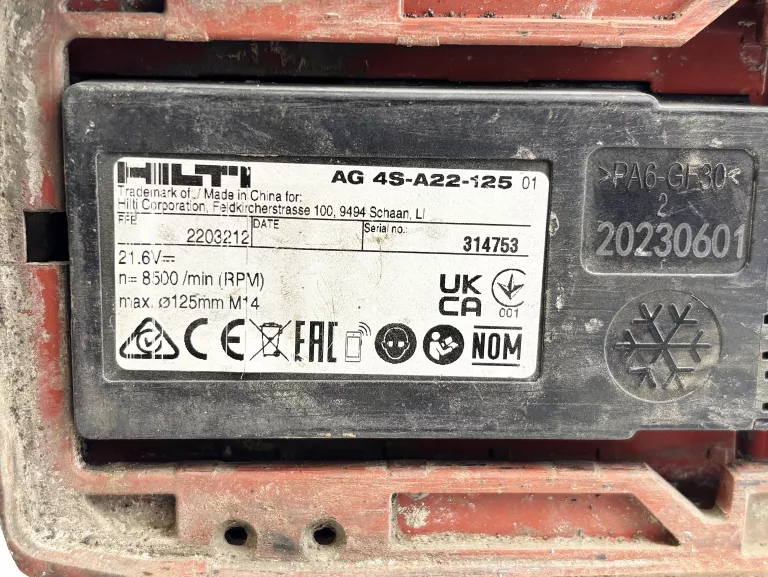 HILTI
AG 4S-A22-125 01
Trademark of / Made in China for:
Hilti Corporation, Feldkircherstrasse 100, 9494 Schaan, LI
DATE
Serial no.:
2203212
314753
21.6V
n= 8500 /min (RPM)
max. ø125mm M14
UK
CA
001
CE
EAC
NOM
>PA6-GF30<
2
20230601